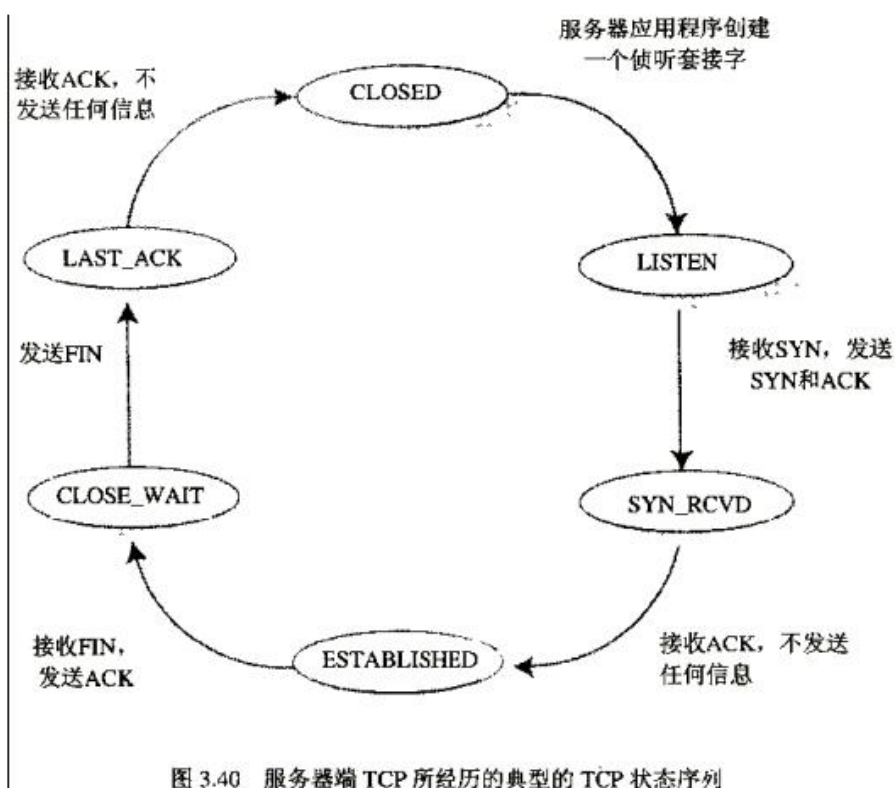 服务器应用程序创建
一个侦听套接字
接收ACK，不
发送任何信息
CLOSED
LAST_ACK
LISTEN
发送FIN
接收SYN，发送
SYN和ACK
CLOSE_WAIT
SYN_RCVD
接收FIN，
发送ACK
ESTABLISHED
接收ACK，不发送
任何信息
图 3.40 服务器端 TCP 所经历的典型的 TCP 状态序列